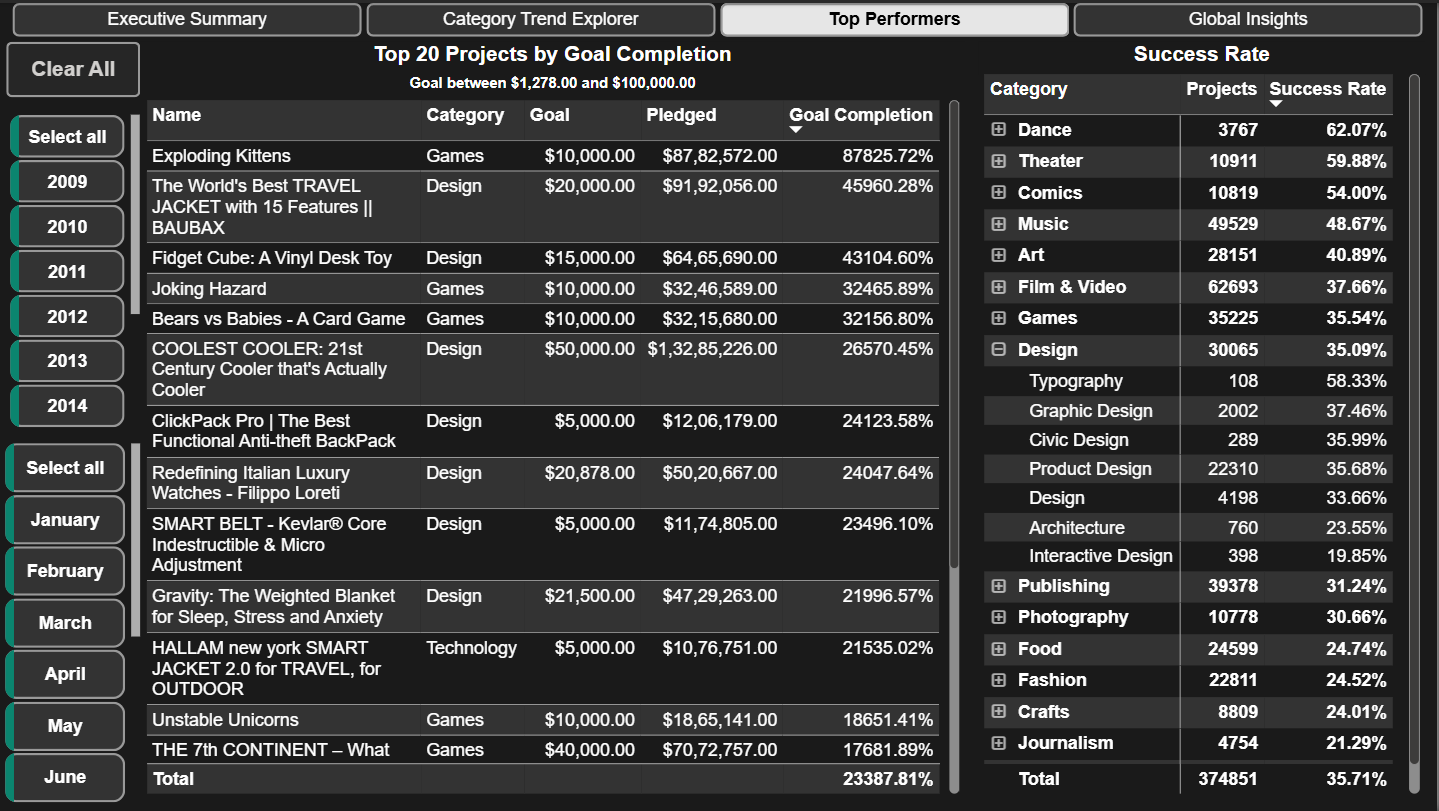 Executive Summary
Category Trend Explorer
Top Performers
Global Insights
Clear All
Select all
2009
2010
2011
2012
2013
2014
Select all
January
February
March
April
May
June
Top 20 Projects by Goal Completion
Goal between $1,278.00 and $100,000.00
Name Category Goal Pledged Goal Completion
Exploding Kittens Games $10,000.00 $87,82,572.00 87825.72%
The World's Best TRAVEL Design $20,000.00 $91,92,056.00 45960.28%
JACKET with 15 Features ||
BAUBAX
Fidget Cube: A Vinyl Desk Toy Design $15,000.00 $64,65,690.00 43104.60%
Joking Hazard Games $10,000.00 $32,46,589.00 32465.89%
Bears vs Babies - A Card Game Games $10,000.00 $32,15,680.00 32156.80%
COOLEST COOLER: 21st Design $50,000.00 $1,32,85,226.00 26570.45%
Century Cooler that's Actually
Cooler
ClickPack Pro | The Best Design $5,000.00 $12,06,179.00 24123.58%
Functional Anti-theft BackPack
Redefining Italian Luxury Design $20,878.00 $50,20,667.00 24047.64%
Watches - Filippo Loreti
SMART BELT - Kevlar® Core Design $5,000.00 $11,74,805.00 23496.10%
Indestructible & Micro
Adjustment
Gravity: The Weighted Blanket Design $21,500.00 $47,29,263.00 21996.57%
for Sleep, Stress and Anxiety
HALLAM new york SMART Technology $5,000.00 $10,76,751.00 21535.02%
JACKET 2.0 for TRAVEL, for
OUTDOOR
Unstable Unicorns Games $10,000.00 $18,65,141.00 18651.41%
THE 7th CONTINENT – What Games $40,000.00 $70,72,757.00 17681.89%
Total 23387.81%
Success Rate
Category Projects Success Rate
Dance 3767 62.07%
Theater 10911 59.88%
Comics 10819 54.00%
Music 49529 48.67%
Art 28151 40.89%
Film & Video 62693 37.66%
Games 35225 35.54%
Design 30065 35.09%
Typography 108 58.33%
Graphic Design 2002 37.46%
Civic Design 289 35.99%
Product Design 22310 35.68%
Design 4198 33.66%
Architecture 760 23.55%
Interactive Design 398 19.85%
Publishing 39378 31.24%
Photography 10778 30.66%
Food 24599 24.74%
Fashion 22811 24.52%
Crafts 8809 24.01%
Journalism 4754 21.29%
Total 374851 35.71%